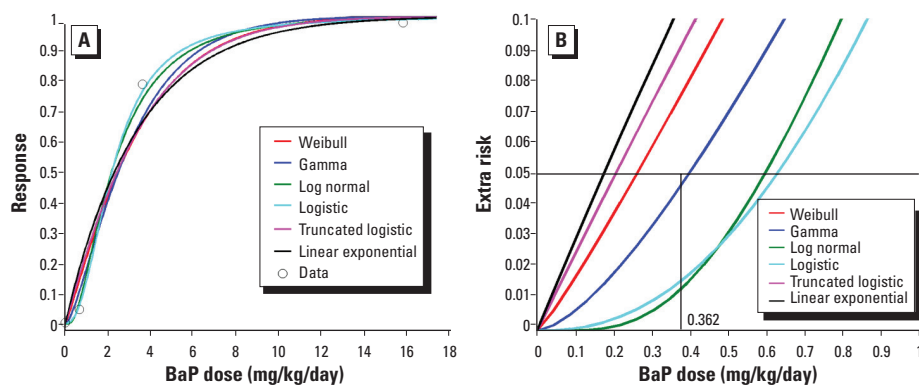 A
Response
1
0.9
0.8
0.7
0.6
0.5
0.4
0.3
0.2
0.1
0
0 2 4 6 8 10 12 14 16 18
BaP dose (mg/kg/day)
Weibull
Gamma
Log normal
Logistic
Truncated logistic
Linear exponential
Data
B
Extra risk
0.10
0.09
0.08
0.07
0.06
0.05
0.04
0.03
0.02
0.01
0
0 0.1 0.2 0.3 0.4 0.5 0.6 0.7 0.8 0.9 1
BaP dose (mg/kg/day)
0.362
Weibull
Gamma
Log normal
Logistic
Truncated logistic
Linear exponential